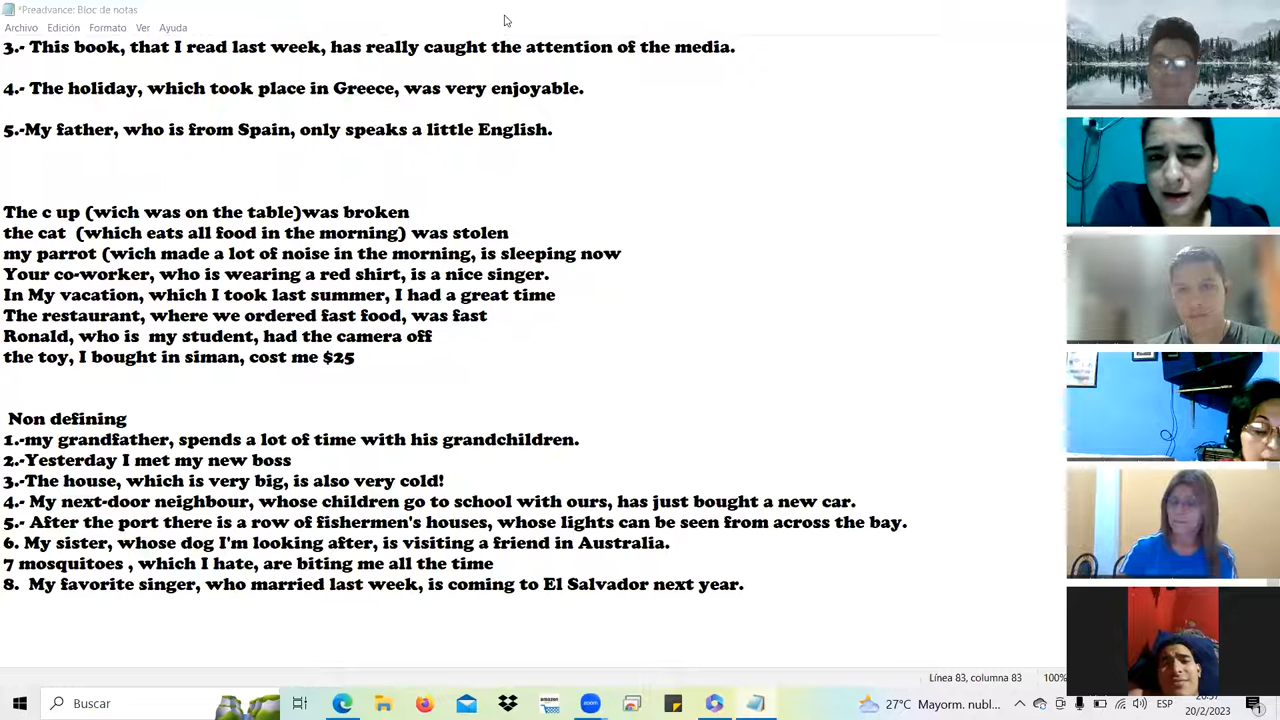 *Preadvance: Bloc de notas
Archivo Edición Formato Ver Ayuda
3.- This book, that I read last week, has really caught the attention of the media.
4.- The holiday, which took place in Greece, was very enjoyable.
5.-My father, who is from Spain, only speaks a little English.
The c up (wich was on the table)was broken
the cat (which eats all food in the morning) was stolen
my parrot (wich made a lot of noise in the morning, is sleeping now
Your co-worker, who is wearing a red shirt, is a nice singer.
In My vacation, which I took last summer, I had a great time
The restaurant, where we ordered fast food, was fast
Ronald, who is my student, had the camera off
the toy, I bought in siman, cost me $25
Non defining
1.-my grandfather, spends a lot of time with his grandchildren.
2.-Yesterday I met my new boss
3.-The house, which is very big, is also very cold!
4.- My next-door neighbour, whose children go to school with ours, has just bought a new car.
5.- After the port there is a row of fishermen's houses, whose lights can be seen from across the bay.
6. My sister, whose dog I'm looking after, is visiting a friend in Australia.
7 mosquitoes , which I hate, are biting me all the time
8. My favorite singer, who married last week, is coming to El Salvador next year.
Línea 83, columna 83 100%
Buscar amazon zoom 27°C Mayorm. nubl... ESP
20/2/2023 1